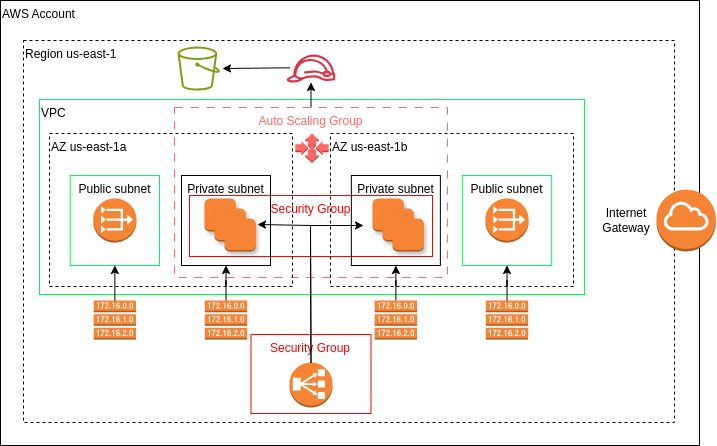 AWS Account
Region us-east-1
VPC
Auto Scaling Group
AZ us-east-1a
AZ us-east-1b
Public subnet
Private subnet
Private subnet
Public subnet
Security Group
Internet
Gateway
172.16.0.0
172.16.1.0
172.16.2.0
172.16.0.0
172.16.1.0
172.16.2.0
172.16.0.0
172.16.1.0
172.16.2.0
172.16.0.0
172.16.1.0
172.16.2.0
Security Group